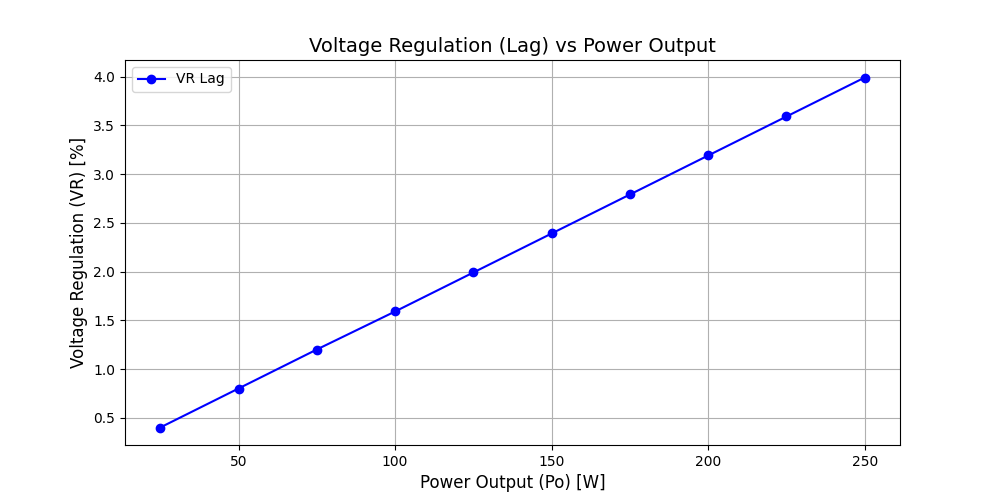 Voltage Regulation (Lag) vs Power Output
VR Lag
Voltage Regulation (VR) [%]
4.0
3.5
3.0
2.5
2.0
1.5
1.0
0.5
50 100 150 200 250
Power Output (Po) [W]